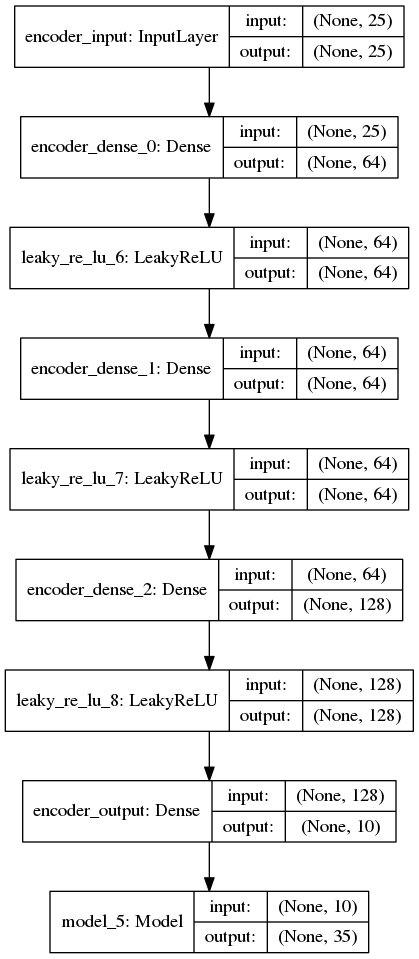 encoder_input: InputLayer
input:
(None, 25)
output:
(None, 25)
encoder_dense_0: Dense
input:
(None, 25)
output:
(None, 64)
leaky_re_lu_6: LeakyReLU
input:
(None, 64)
output:
(None, 64)
encoder_dense_1: Dense
input:
(None, 64)
output:
(None, 64)
leaky_re_lu_7: LeakyReLU
input:
(None, 64)
output:
(None, 64)
encoder_dense_2: Dense
input:
(None, 64)
output:
(None, 128)
leaky_re_lu_8: LeakyReLU
input:
(None, 128)
output:
(None, 128)
encoder_output: Dense
input:
(None, 128)
output:
(None, 10)
model_5: Model
input:
(None, 10)
output:
(None, 35)